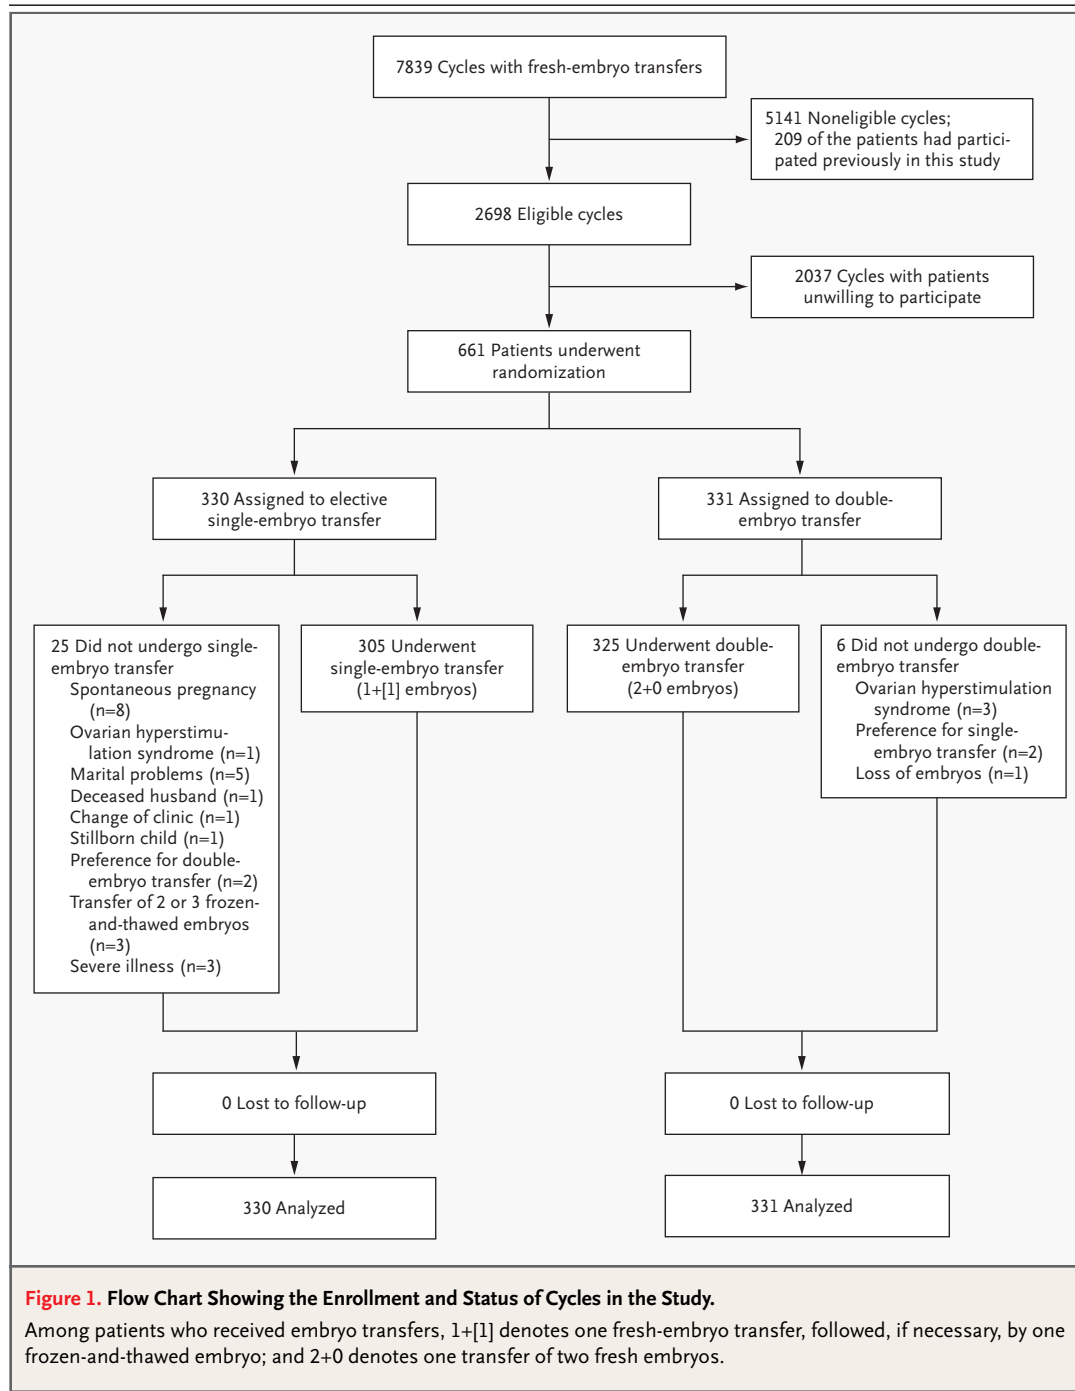 7839 Cycles with fresh-embryo transfers
5141 Noneligible cycles;
209 of the patients had partici-
pated previously in this study
2698 Eligible cycles
2037 Cycles with patients
unwilling to participate
661 Patients underwent
randomization
330 Assigned to elective
single-embryo transfer
331 Assigned to double-
embryo transfer
25 Did not undergo single-
embryo transfer
Spontaneous pregnancy
(n=8)
Ovarian hyperstimu-
lation syndrome (n=1)
Marital problems (n=5)
Deceased husband (n=1)
Change of clinic (n=1)
Stillborn child (n=1)
Preference for double-
embryo transfer (n=2)
Transfer of 2 or 3 frozen-
and-thawed embryos
(n=3)
Severe illness (n=3)
305 Underwent
single-embryo transfer
(1+[1] embryos)
325 Underwent double-
embryo transfer
(2+0 embryos)
6 Did not undergo double-
embryo transfer
Ovarian hyperstimulation
syndrome (n=3)
Preference for single-
embryo transfer (n=2)
Loss of embryos (n=1)
0 Lost to follow-up
0 Lost to follow-up
330 Analyzed
331 Analyzed
Figure 1. Flow Chart Showing the Enrollment and Status of Cycles in the Study.
Among patients who received embryo transfers, 1+[1] denotes one fresh-embryo transfer, followed, if necessary, by one
frozen-and-thawed embryo; and 2+0 denotes one transfer of two fresh embryos.